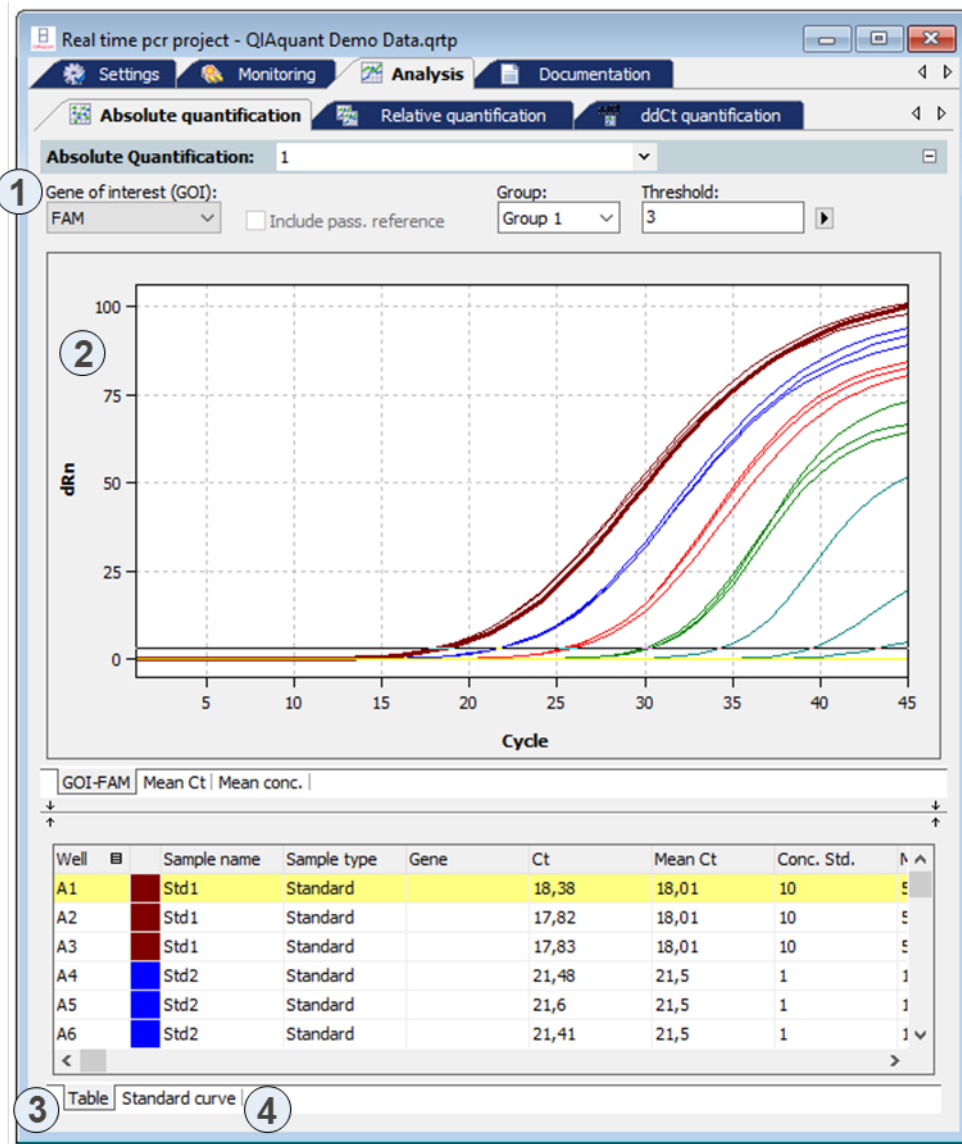 Real time pcr project - QIAquant Demo Data.qrtp
Settings Monitoring Analysis Documentation
Absolute quantification Relative quantification ddCt quantification
Absolute Quantification: 1
1 Gene of interest (GOI): Group: Threshold:
FAM Include pass. reference Group 1 3
2
100
75
50
25
0
dRn
5 10 15 20 25 30 35 40 45
Cycle
GOI-FAM Mean Ct Mean conc.
Well Sample name Sample type Gene Ct Mean Ct Conc. Std.
A1 Std1 Standard 18,38 18,01 10
A2 Std1 Standard 17,82 18,01 10
A3 Std1 Standard 17,83 18,01 10
A4 Std2 Standard 21,48 21,5 1
A5 Std2 Standard 21,6 21,5 1
A6 Std2 Standard 21,41 21,5 1
3 Table Standard curve 4